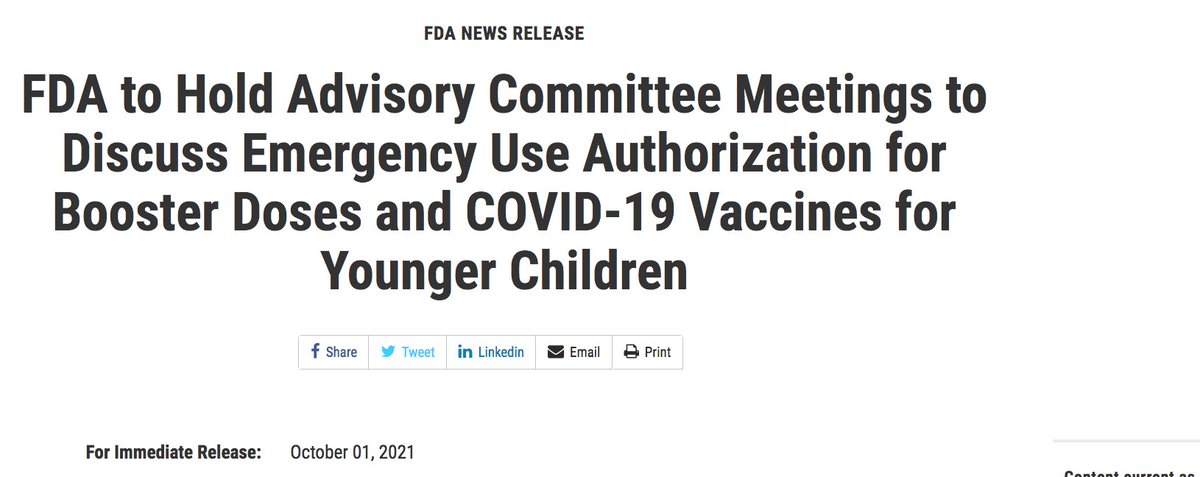 FDA NEWS RELEASE
FDA to Hold Advisory Committee Meetings to
Discuss Emergency Use Authorization for
Booster Doses and COVID-19 Vaccines for
Younger Children
Share Tweet Linkedin Email Print
For Immediate Release: October 01, 2021
Content current as